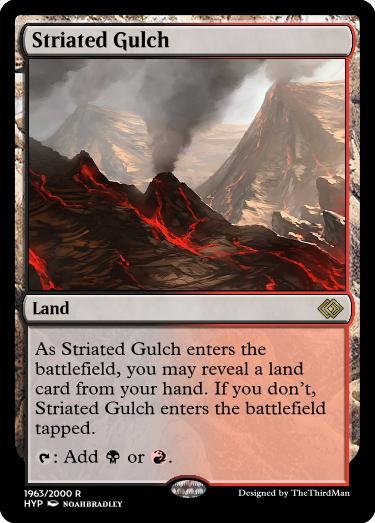 Striated Gulch
Land
As Striated Gulch enters the
battlefield, you may reveal a land
card from your hand. If you don't,
Striated Gulch enters the battlefield
tapped.
: Add or .
1963/2000 R
HYP NOAHBRADLEY
Designed by TheThirdMan